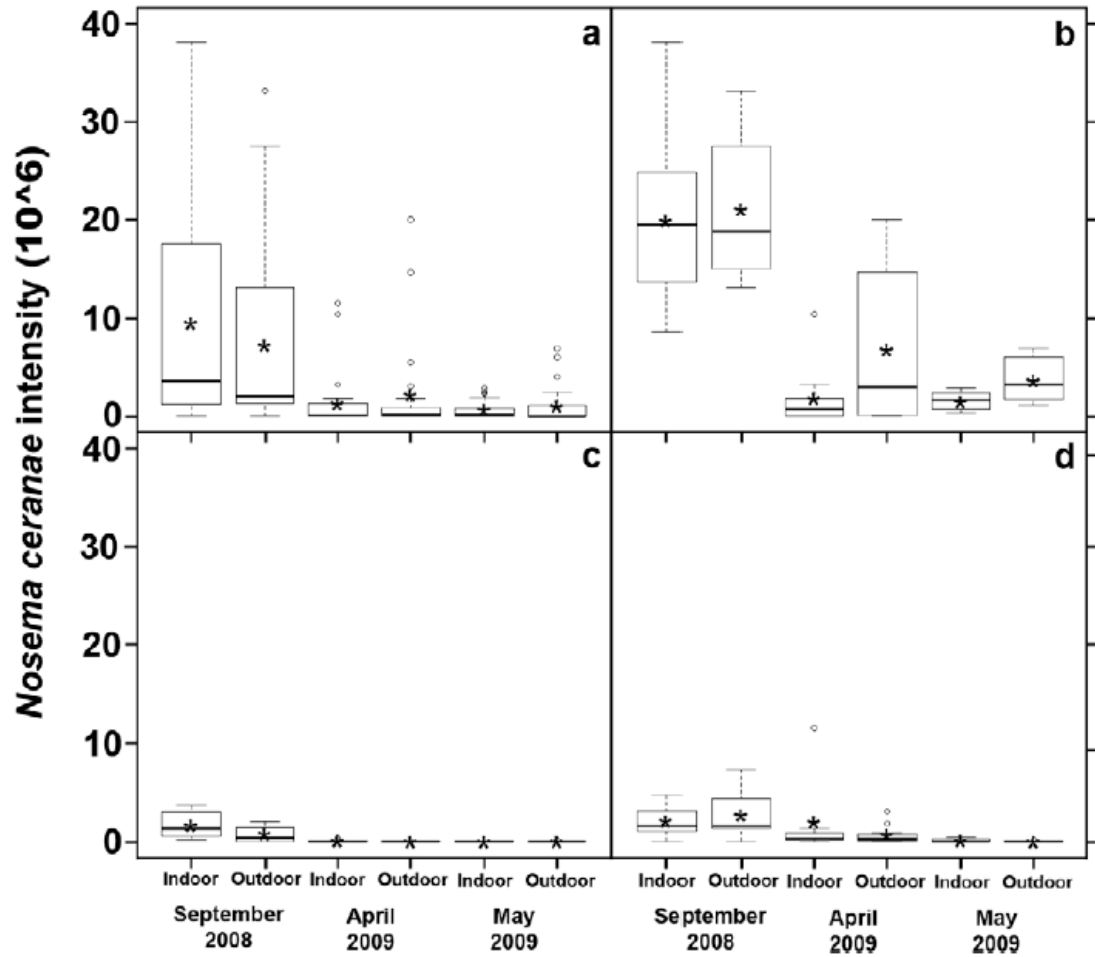 Nosema ceranae intensity (10^6)
40
30
20
10
0
a
b
40
30
20
10
0
c
d
Indoor Outdoor Indoor Outdoor Indoor Outdoor
September April May
2008 2009 2009
Indoor Outdoor Indoor Outdoor Indoor Outdoor
September April May
2008 2009 2009